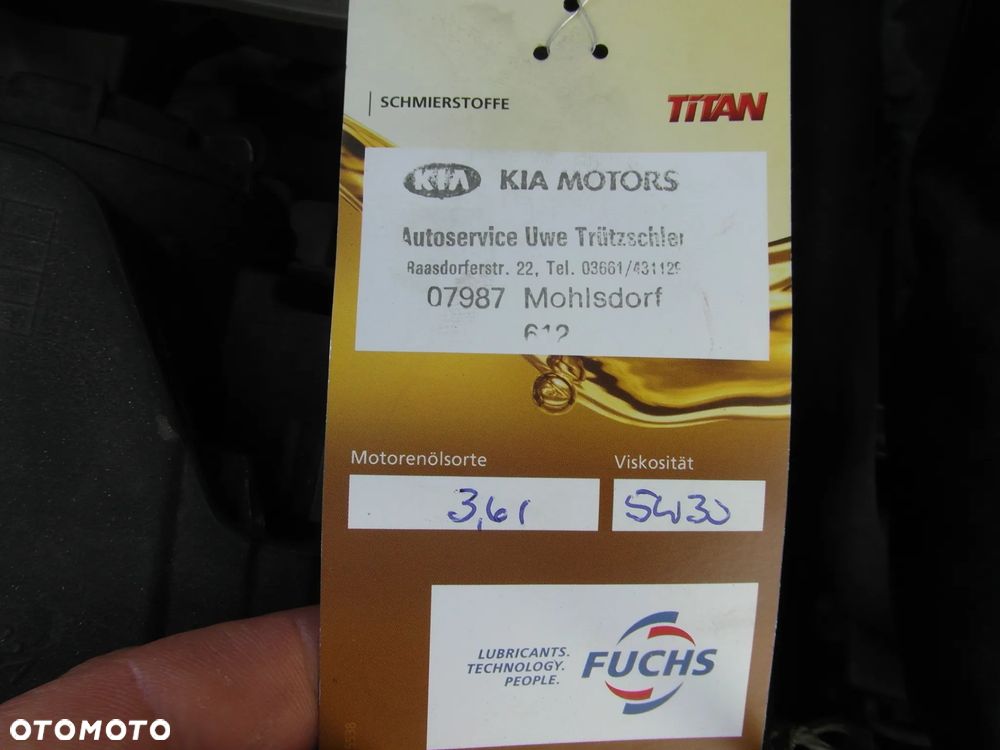 SCHMIERSTOFFE
TITAN
KIA KIA MOTORS
Autoservice Uwe Trützschler
Raasdorferstr. 22, Tel. 03661/431129
07987 Mohlsdorf
612
Motorenölsorte
Viskosität
3,6l
5W30
LUBRICANTS.
TECHNOLOGY.
PEOPLE.
FUCHS
OTOMOTO